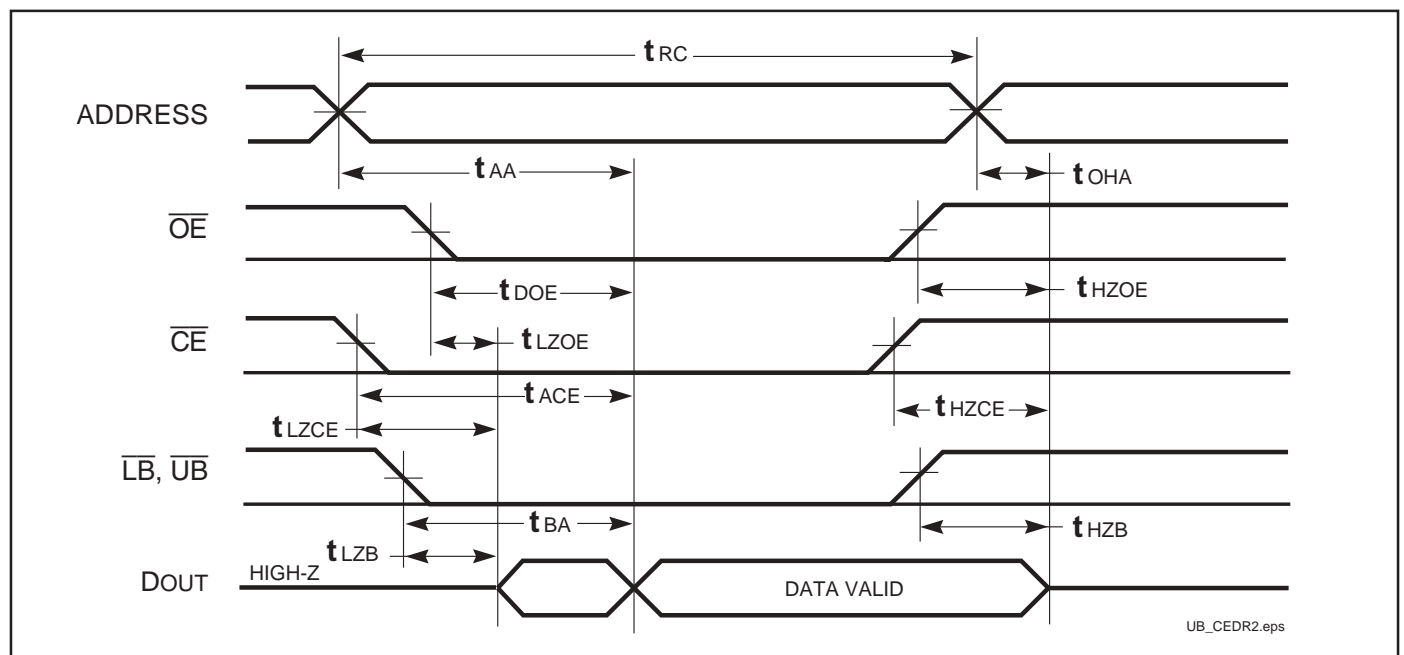 tRC
ADDRESS
tAA
tOHA
OE
tDOE
tHZOE
CE
tLZOE
tACE
tHZCE
tLZCE
LB, UB
tBA
tHZB
tLZB
DOUT
HIGH-Z
DATA VALID
UB_CEDR2.eps